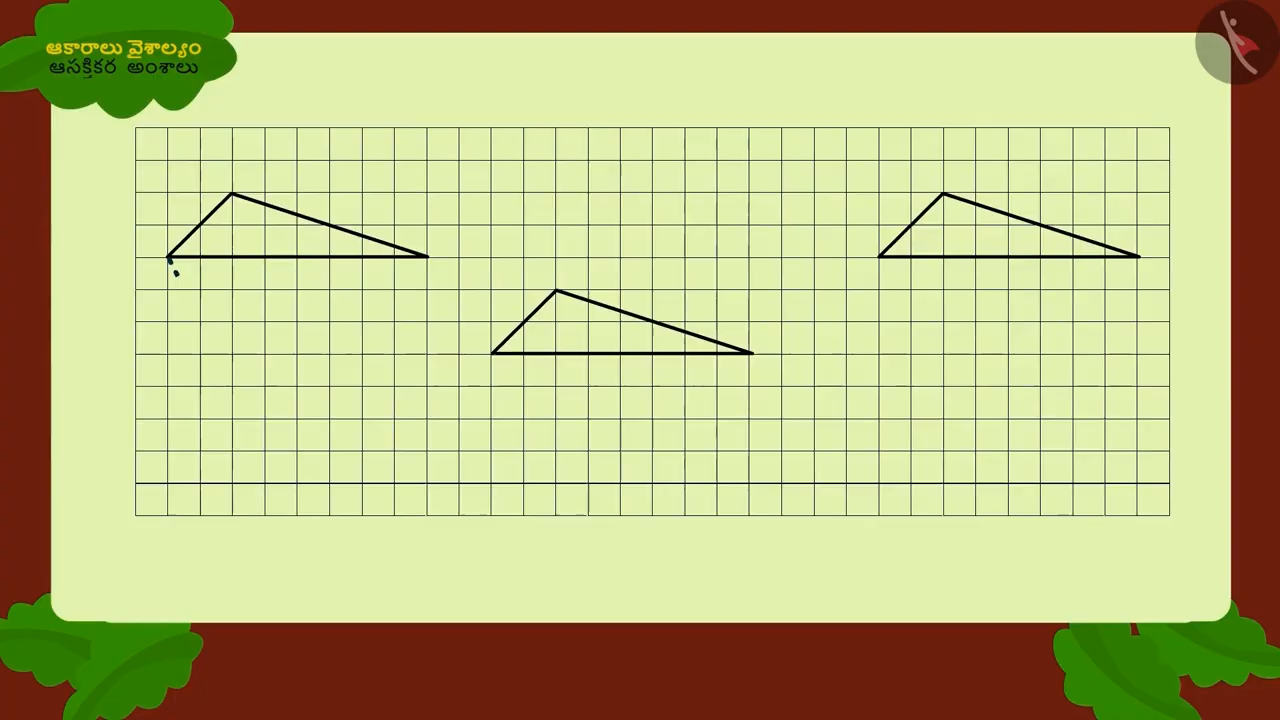 ఆకారాలు వైశాల్యం
ఆసక్తికర అంశాలు